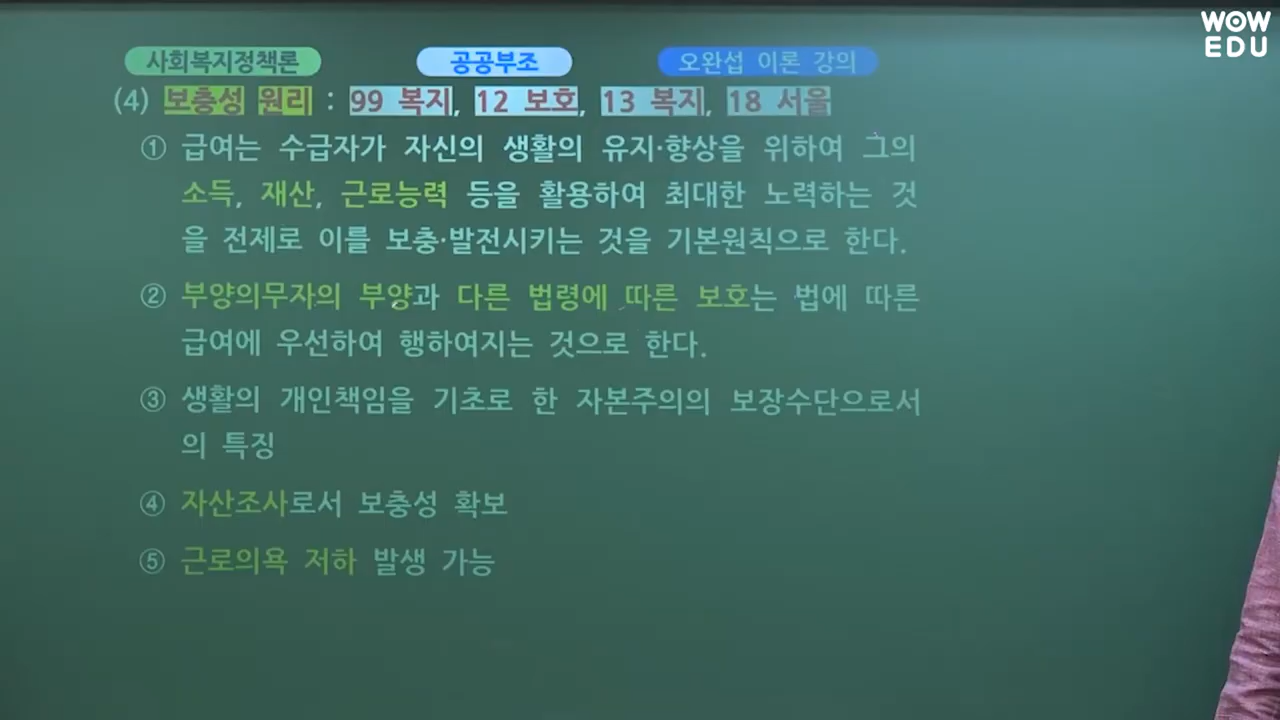 WOW
EDU
사회복지정책론 공공부조 오완섭 이론 강의
(4) 보충성 원리 : 99 복지, 12 보호, 13 복지, 18 서울
① 급여는 수급자가 자신의 생활의 유지·향상을 위하여 그의
소득, 재산, 근로능력 등을 활용하여 최대한 노력하는 것
을 전제로 이를 보충·발전시키는 것을 기본원칙으로 한다.
② 부양의무자의 부양과 다른 법령에 따른 보호는 법에 따른
급여에 우선하여 행하여지는 것으로 한다.
③ 생활의 개인책임을 기초로 한 자본주의의 보장수단으로서
의 특징
④ 자산조사로서 보충성 확보
⑤ 근로의욕 저하 발생 가능